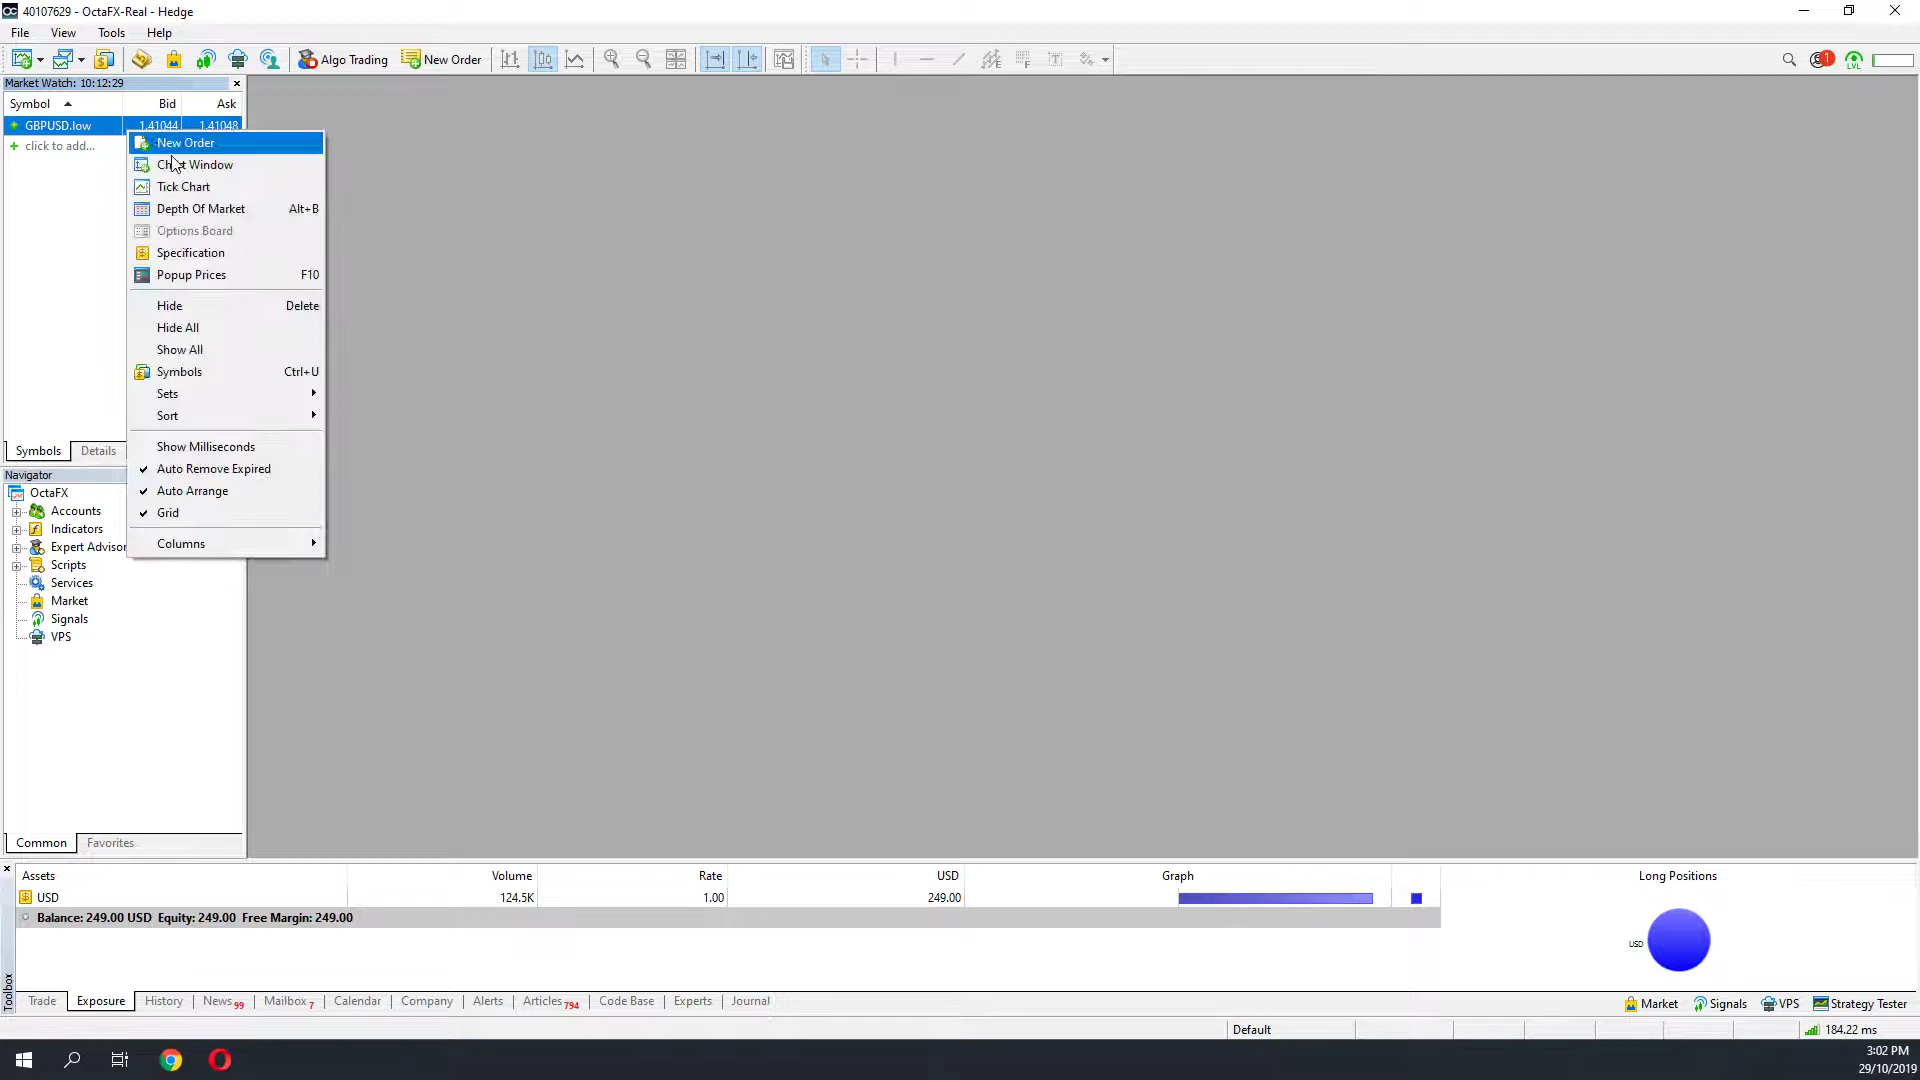 40107629 - OctaFX-Real - Hedge
File View Tools Help
Algo Trading New Order
1
LVL
Market Watch: 10:12:29
Symbol Bid Ask
GBPUSD.low 1.41044 1.41048
click to add...
New Order
Chart Window
Tick Chart
Depth Of Market Alt+B
Options Board
Specification
Popup Prices F10
Hide Delete
Hide All
Show All
Symbols Ctrl+U
Sets
Sort
Show Milliseconds
Auto Remove Expired
Auto Arrange
Grid
Columns
Symbols Details
Navigator
OctaFX
Accounts
Indicators
Expert Advisor
Scripts
Services
Market
Signals
VPS
Common Favorites
Assets Volume Rate USD Graph Long Positions
USD 124.5K 1.00 249.00
Balance: 249.00 USD Equity: 249.00 Free Margin: 249.00
USD
Toolbox
Trade Exposure History News 99 Mailbox 7 Calendar Company Alerts Articles 794 Code Base Experts Journal
Market Signals VPS Strategy Tester
Default 184.22 ms
3:02 PM
29/10/2019